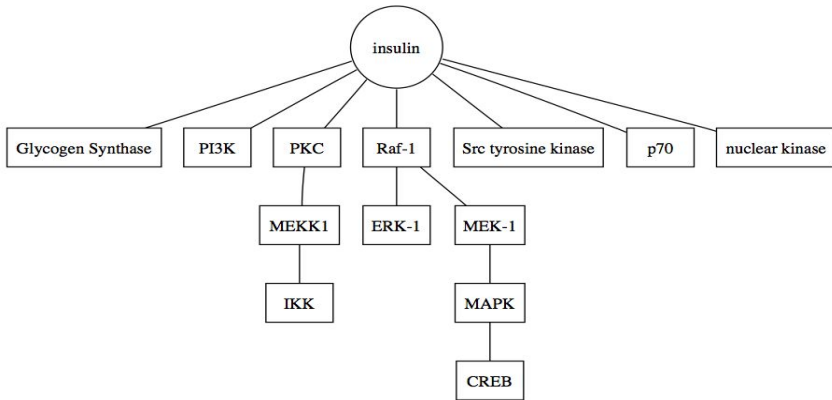 insulin
Glycogen Synthase
PI3K
PKC
Raf-1
Src tyrosine kinase
p70
nuclear kinase
MEKK1
ERK-1
MEK-1
IKK
MAPK
CREB